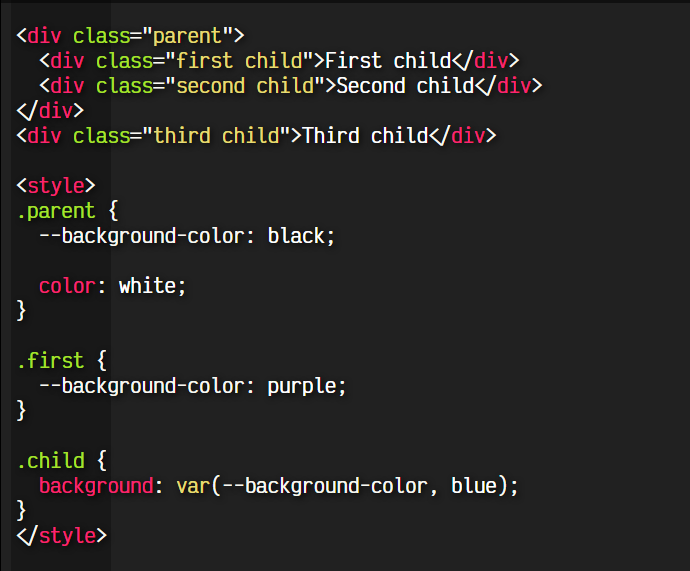 <div class="parent">
  <div class="first child">First child</div>
  <div class="second child">Second child</div>
</div>
<div class="third child">Third child</div>

<style>
.parent {
  --background-color: black;

  color: white;
}

.first {
  --background-color: purple;
}

.child {
  background: var(--background-color, blue);
}
</style>